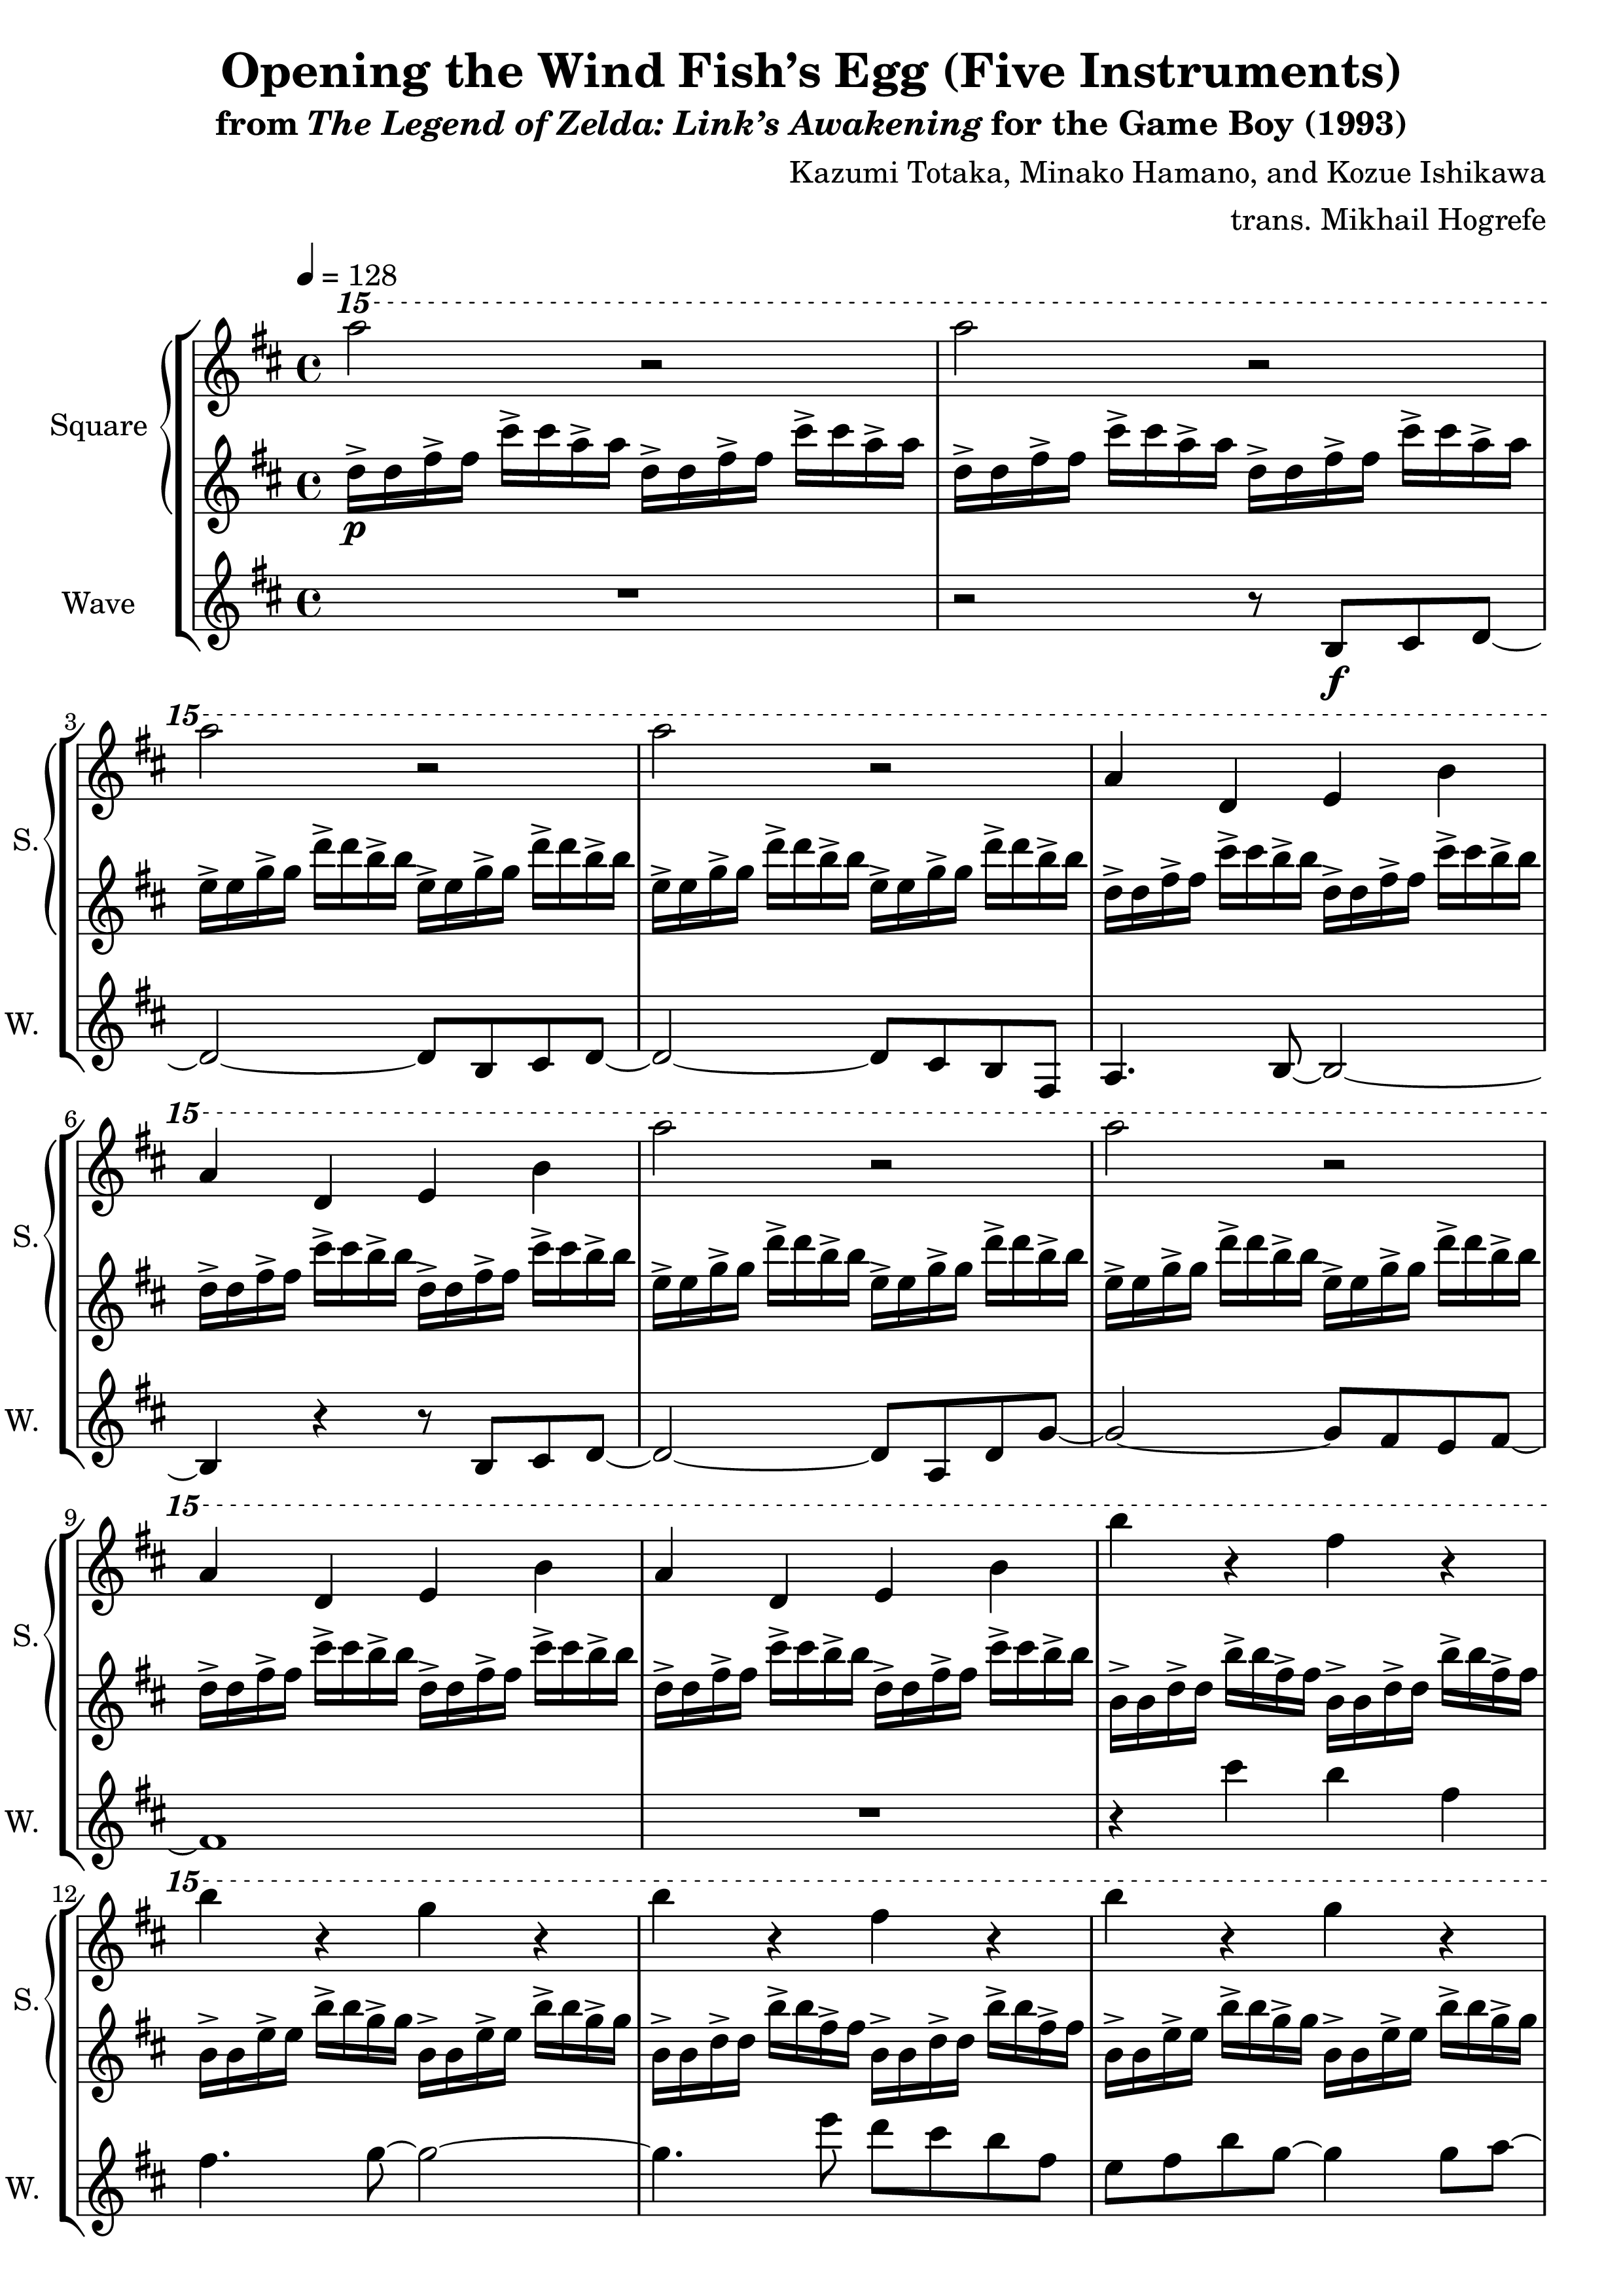 Opening the Wind Fish’s Egg (Five Instruments)
from The Legend of Zelda: Link’s Awakening for the Game Boy (1993)
Kazumi Totaka, Minako Hamano, and Kozue Ishikawa
trans. Mikhail Hogrefe
= 128
15
Square
p
Wave
f
3
15
S.
W.
6
15
S.
W.
9
15
S.
W.
12
15
S.
W.